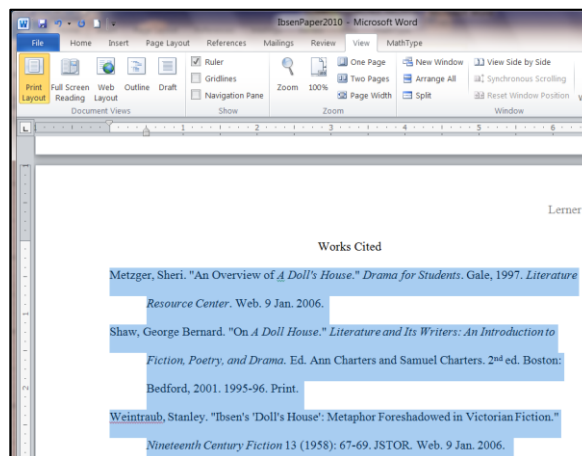 IbsenPaper2010 - Microsoft Word
File Home Insert Page Layout References Mailings Review View MathType
Print Layout
Full Screen Reading
Web Layout
Outline
Draft
Document Views
Ruler
Gridlines
Navigation Pane
Show
Zoom
100%
One Page
Two Pages
Page Width
Zoom
New Window
Arrange All
Split
View Side by Side
Synchronous Scrolling
Reset Window Position
Window
1 2 3 4 5 6
Lerner
Works Cited
Metzger, Sheri. "An Overview of A Doll's House." Drama for Students. Gale, 1997. Literature
Resource Center. Web. 9 Jan. 2006.
Shaw, George Bernard. "On A Doll House." Literature and Its Writers: An Introduction to
Fiction, Poetry, and Drama. Ed. Ann Charters and Samuel Charters. 2nd ed. Boston:
Bedford, 2001. 1995-96. Print.
Weintraub, Stanley. "Ibsen's 'Doll's House': Metaphor Foreshadowed in Victorian Fiction."
Nineteenth Century Fiction 13 (1958): 67-69. JSTOR. Web. 9 Jan. 2006.